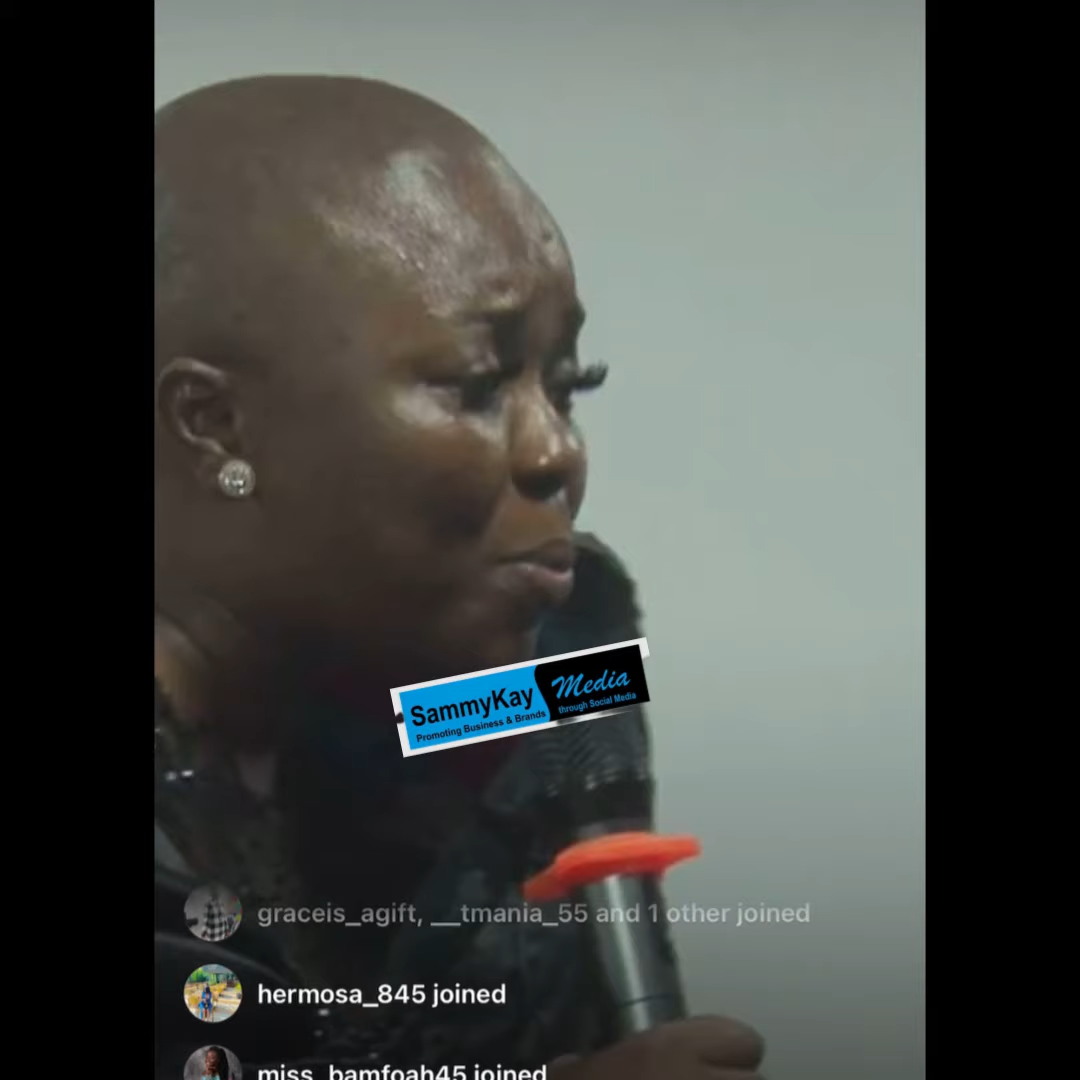 SammyKay
Promoting Business & Brands
Media
through Social Media
graceis_agift, __tmania_55 and 1 other joined
hermosa_845 joined
miss_bamfoah45 joined